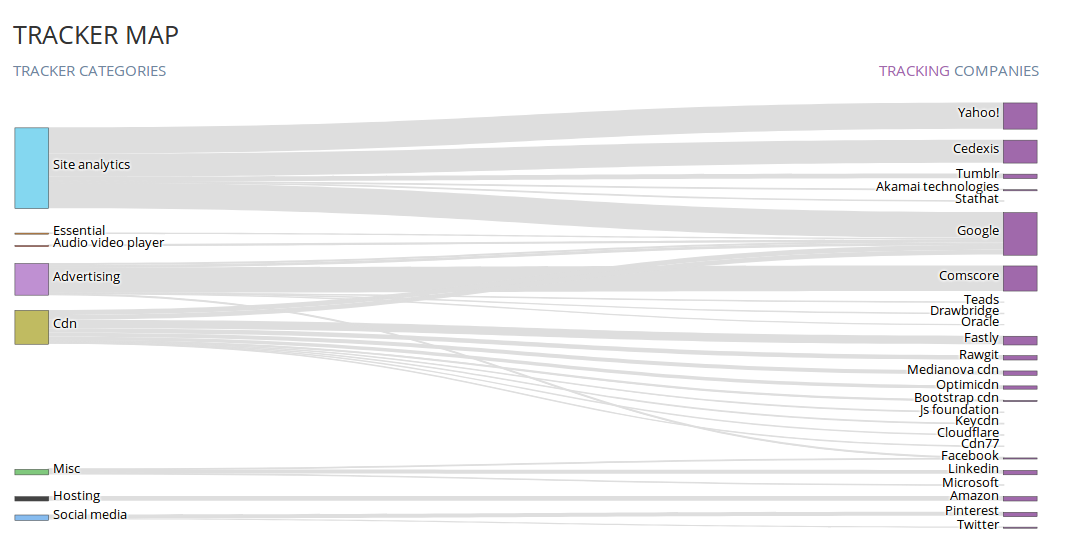 TRACKER MAP
TRACKER CATEGORIES
TRACKING COMPANIES
Site analytics
Essential
Audio video player
Advertising
Cdn
Misc
Hosting
Social media
Yahoo!
Cedexis
Tumblr
Akamai technologies
Stathat
Google
Comscore
Teads
Drawbridge
Oracle
Fastly
Rawgit
Medianova cdn
Optimicdn
Bootstrap cdn
Js foundation
Keycdn
Cloudflare
Cdn77
Facebook
Linkedin
Microsoft
Amazon
Pinterest
Twitter